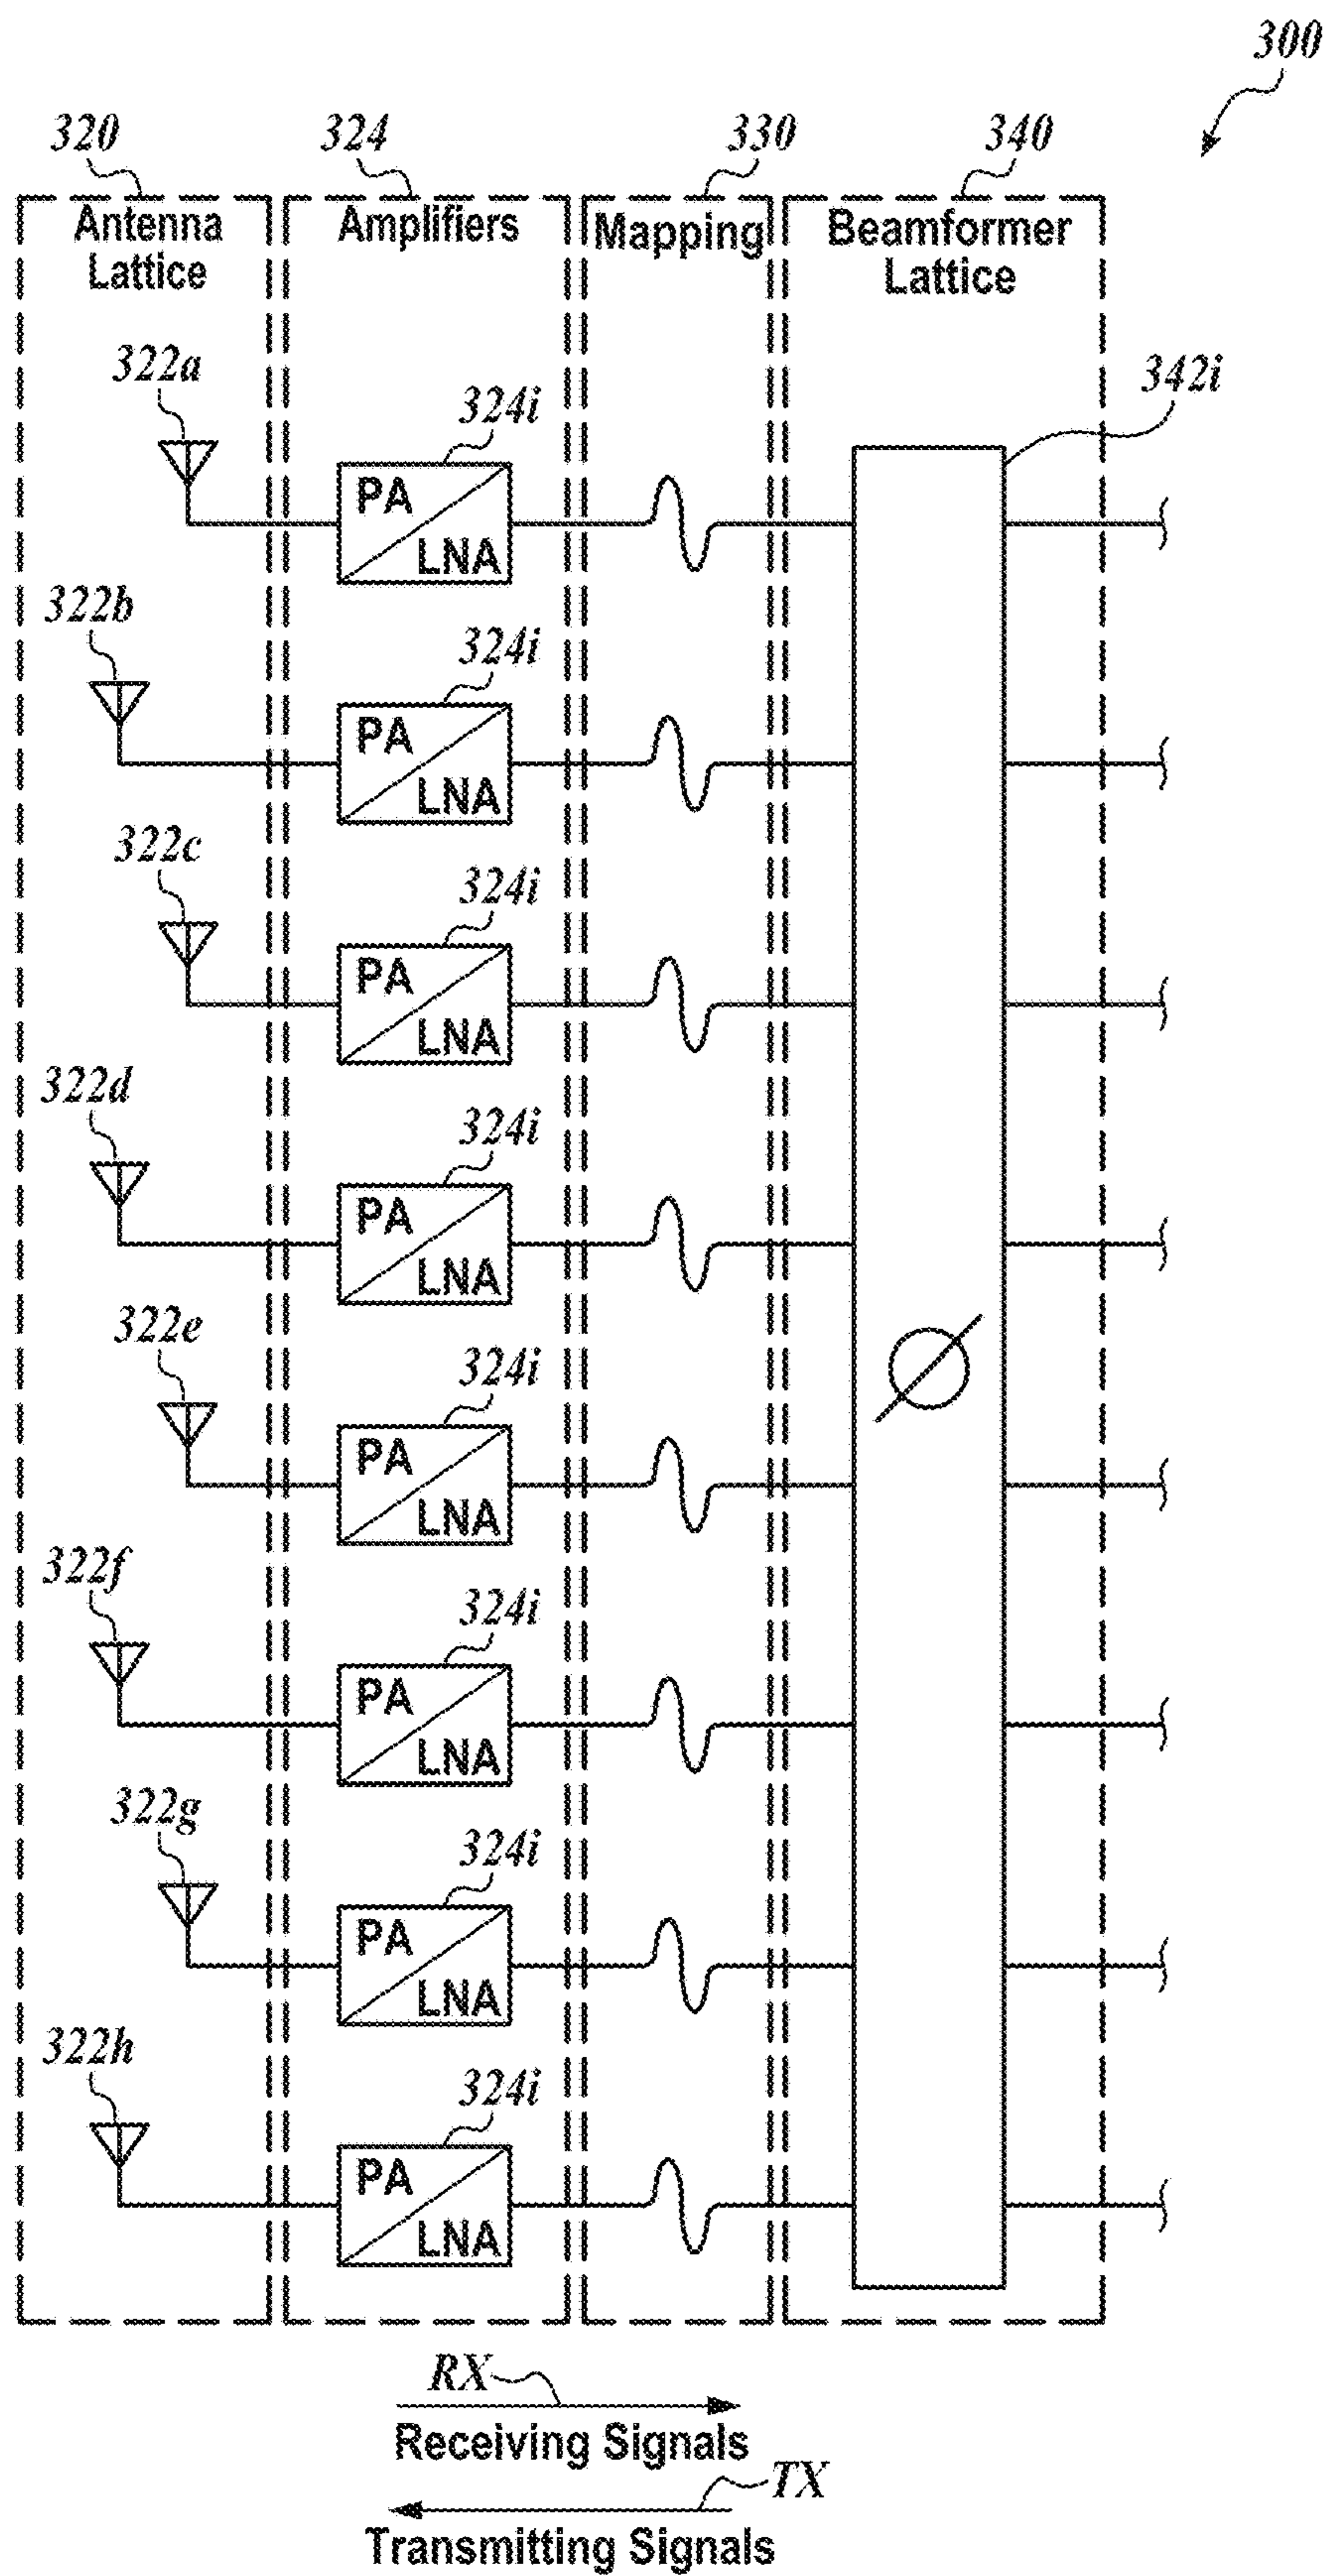 300
320
324
330
340
Antenna
Lattice
Amplifiers
Mapping
Beamformer
Lattice
322a
324i
342i
PA
LNA
322b
324i
PA
LNA
322c
324i
PA
LNA
322d
324i
PA
LNA
322e
324i
PA
LNA
322f
324i
PA
LNA
322g
324i
PA
LNA
322h
324i
PA
LNA
RX
Receiving Signals
TX
Transmitting Signals